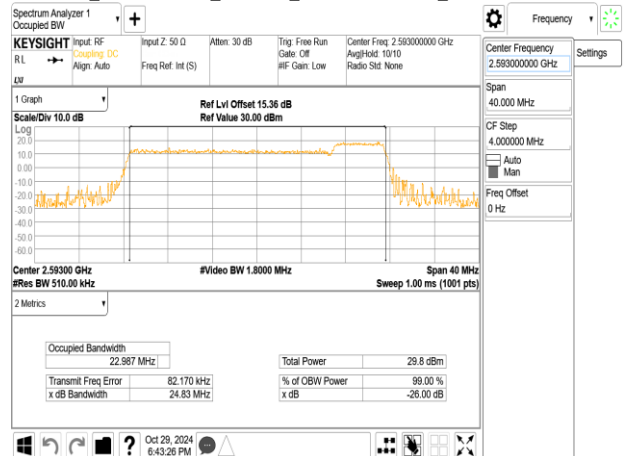 Spectrum Analyzer 1
Occupied BW
Frequency
KEYSIGHT
Input: RF
Coupling: DC
Align: Auto
Input Z: 50 Ω
Freq Ref: Int (S)
Atten: 30 dB
Trig: Free Run
Gate: Off
#IF Gain: Low
Center Freq: 2.593000000 GHz
Avg|Hold: 10/10
Radio Std: None
RL
LXI
Center Frequency
2.593000000 GHz
Settings
Span
40.000 MHz
CF Step
4.000000 MHz
Auto
Man
Freq Offset
0 Hz
1 Graph
Ref Lvl Offset 15.36 dB
Scale/Div 10.0 dB
Ref Value 30.00 dBm
Log
20.0
10.0
0.00
-10.0
-20.0
-30.0
-40.0
-50.0
-60.0
Center 2.59300 GHz
#Video BW 1.8000 MHz
Span 40 MHz
#Res BW 510.00 kHz
Sweep 1.00 ms (1001 pts)
2 Metrics
Occupied Bandwidth
22.987 MHz
Total Power 29.8 dBm
Transmit Freq Error 82.170 kHz
% of OBW Power 99.00 %
x dB Bandwidth 24.83 MHz
x dB -26.00 dB
?
Oct 29, 2024
6:43:26 PM